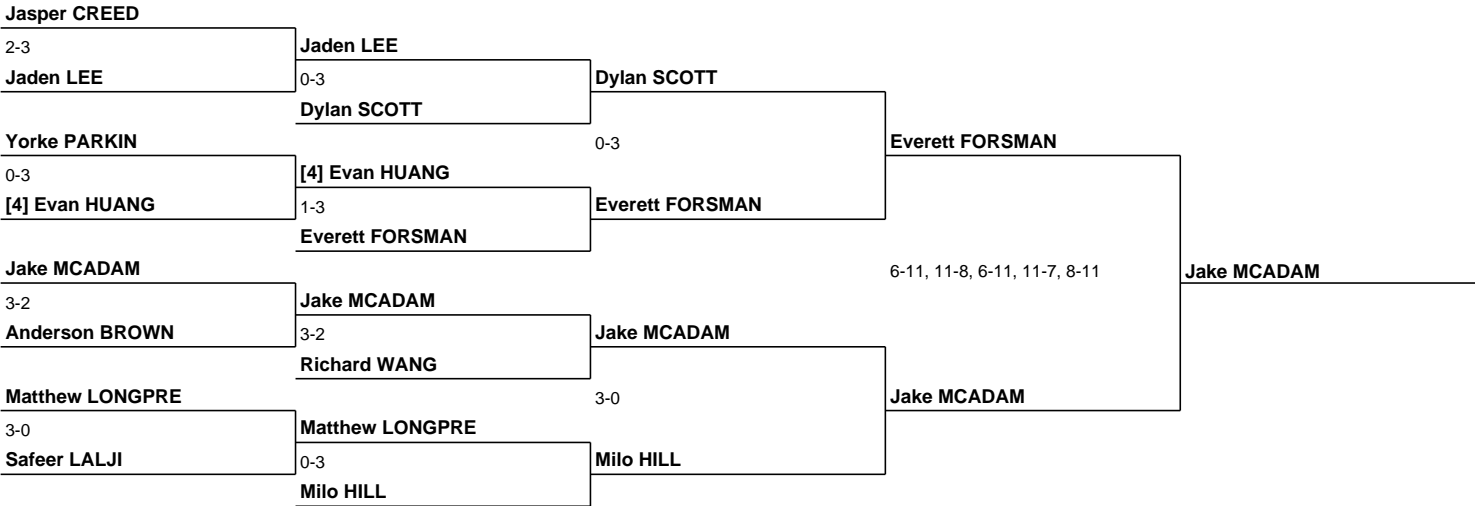 Jasper CREED
2-3
Jaden LEE
Jaden LEE
0-3
Dylan SCOTT
Dylan SCOTT
Yorke PARKIN
0-3
[4] Evan HUANG
[4] Evan HUANG
1-3
Everett FORSMAN
0-3
Everett FORSMAN
Everett FORSMAN
Jake MCADAM
3-2
Anderson BROWN
Jake MCADAM
3-2
Richard WANG
Jake MCADAM
Matthew LONGPRE
3-0
Safeer LALJI
Matthew LONGPRE
0-3
Milo HILL
3-0
Milo HILL
Jake MCADAM
6-11, 11-8, 6-11, 11-7, 8-11
Jake MCADAM